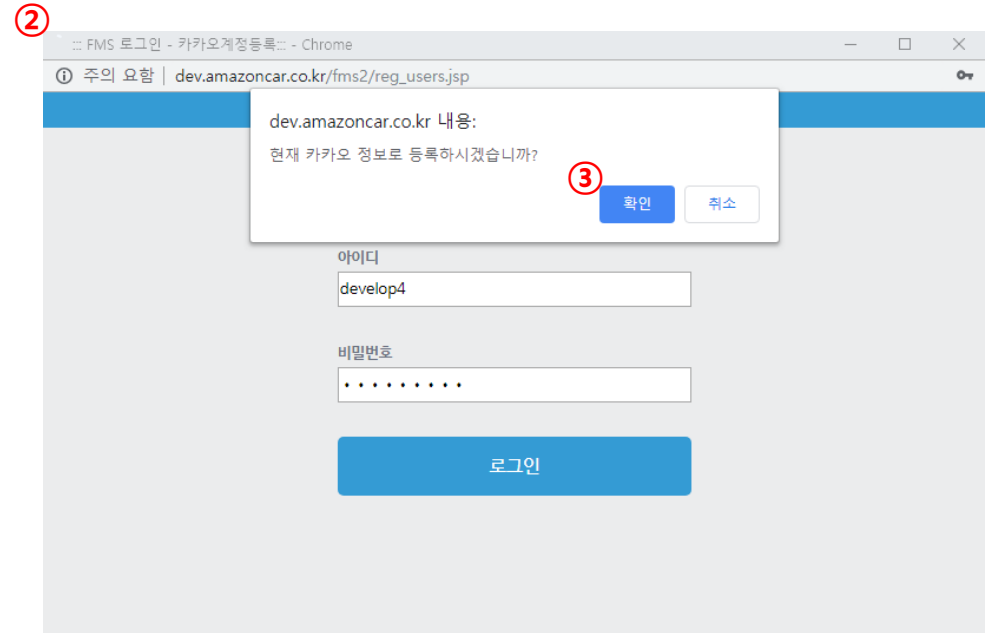 ②
::: FMS 로그인 - 카카오계정등록::: - Chrome
주의 요함 | dev.amazoncar.co.kr/fms2/reg_users.jsp
dev.amazoncar.co.kr 내용:
현재 카카오 정보로 등록하시겠습니까?
③
확인 취소
아이디
develop4
비밀번호
•••••••••
로그인